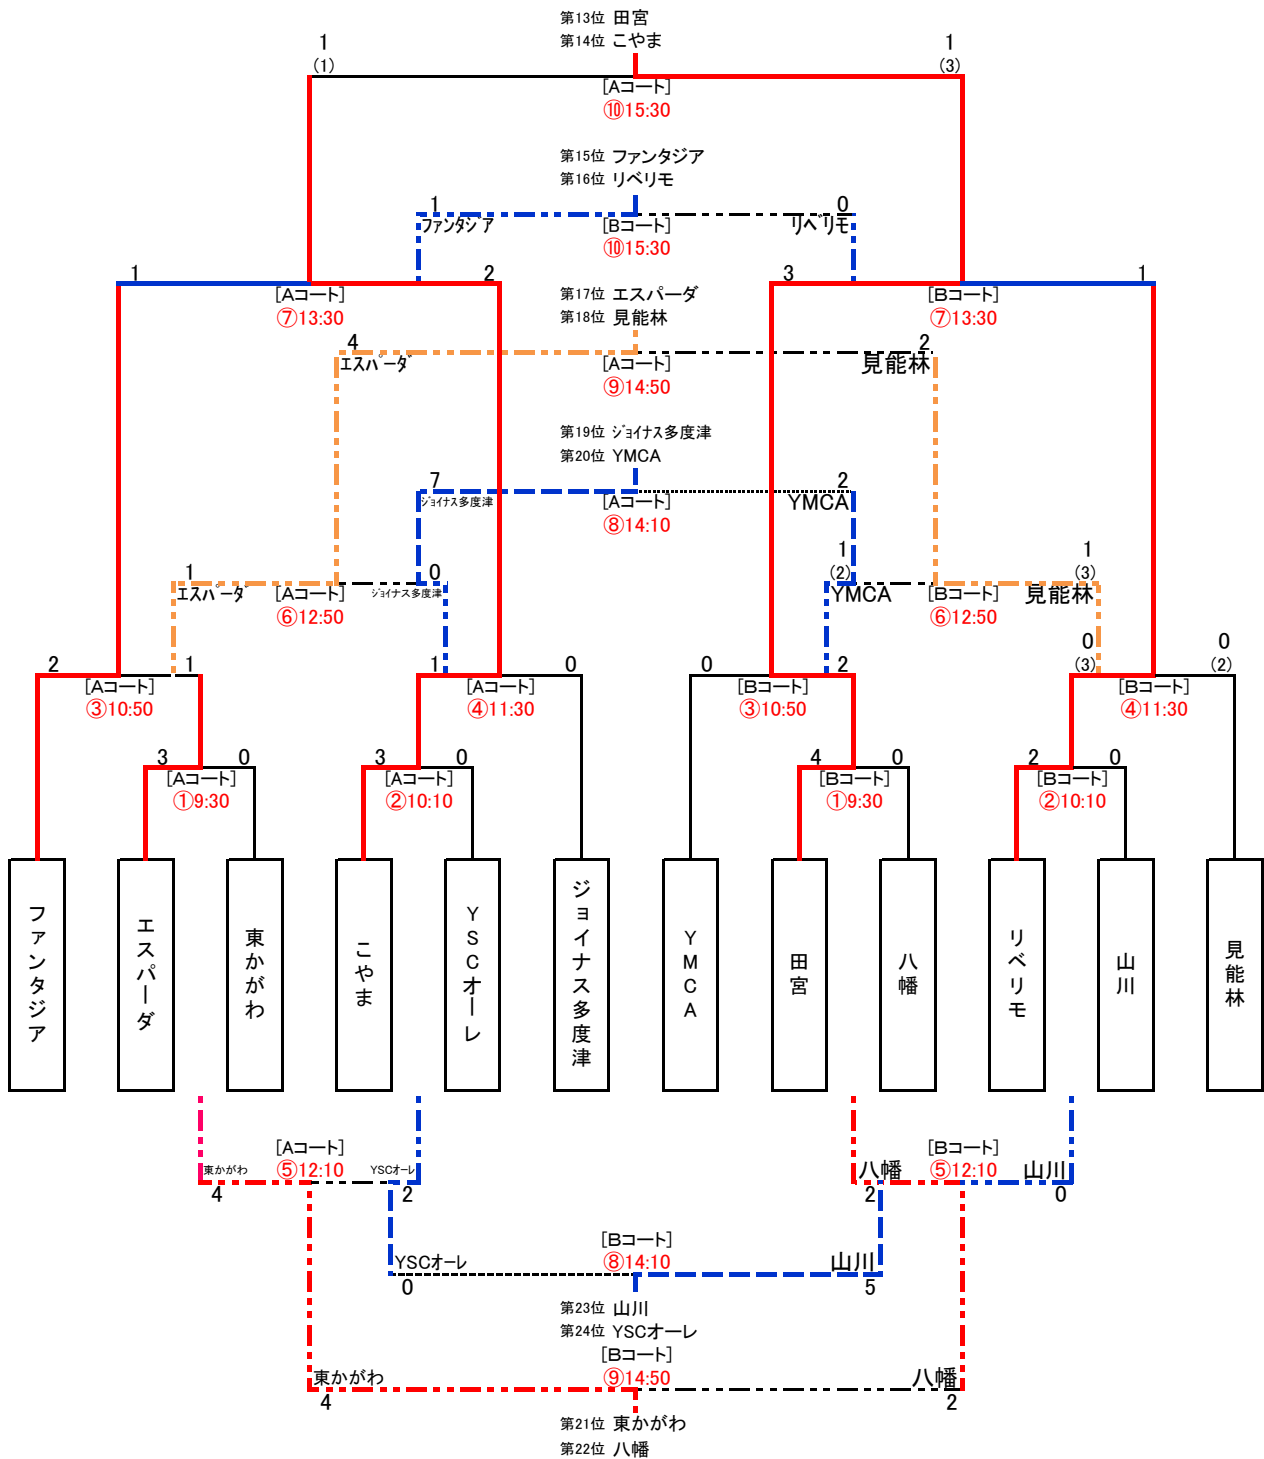 第13位 田宮
第14位 こやま
1
(1)
1
(3)
[Aコート]
⑩15:30
第15位 ファンタジア
第16位 リベリモ
1
ファンタジア
0
リベリモ
[Bコート]
⑩15:30
1
2
3
1
[Aコート]
⑦13:30
第17位 エスパーダ
第18位 見能林
[Bコート]
⑦13:30
4
エスパーダ
2
見能林
[Aコート]
⑨14:50
第19位 ジョイナス多度津
第20位 YMCA
7
ジョイナス多度津
2
YMCA
[Aコート]
⑧14:10
1
エスパーダ
[Aコート]
⑥12:50
0
ジョイナス多度津
1
(2)
YMCA
[Bコート]
⑥12:50
1
(3)
見能林
2
1
[Aコート]
③10:50
1
0
[Aコート]
④11:30
0
2
[Bコート]
③10:50
0
(3)
0
(2)
[Bコート]
④11:30
3
0
[Aコート]
①9:30
3
0
[Aコート]
②10:10
4
0
[Bコート]
①9:30
2
0
[Bコート]
②10:10
ファンタジア
エスパーダ
東かがわ
こやま
YSCオーレ
ジョイナス多度津
YMCA
田宮
八幡
リベリモ
山川
見能林
[Aコート]
東かがわ
⑤12:10
YSCオーレ
4
2
[Bコート]
八幡
⑤12:10
山川
2
0
[Bコート]
YSCオーレ
⑧14:10
山川
0
5
第23位 山川
第24位 YSCオーレ
[Bコート]
東かがわ
⑨14:50
八幡
4
2
第21位 東かがわ
第22位 八幡